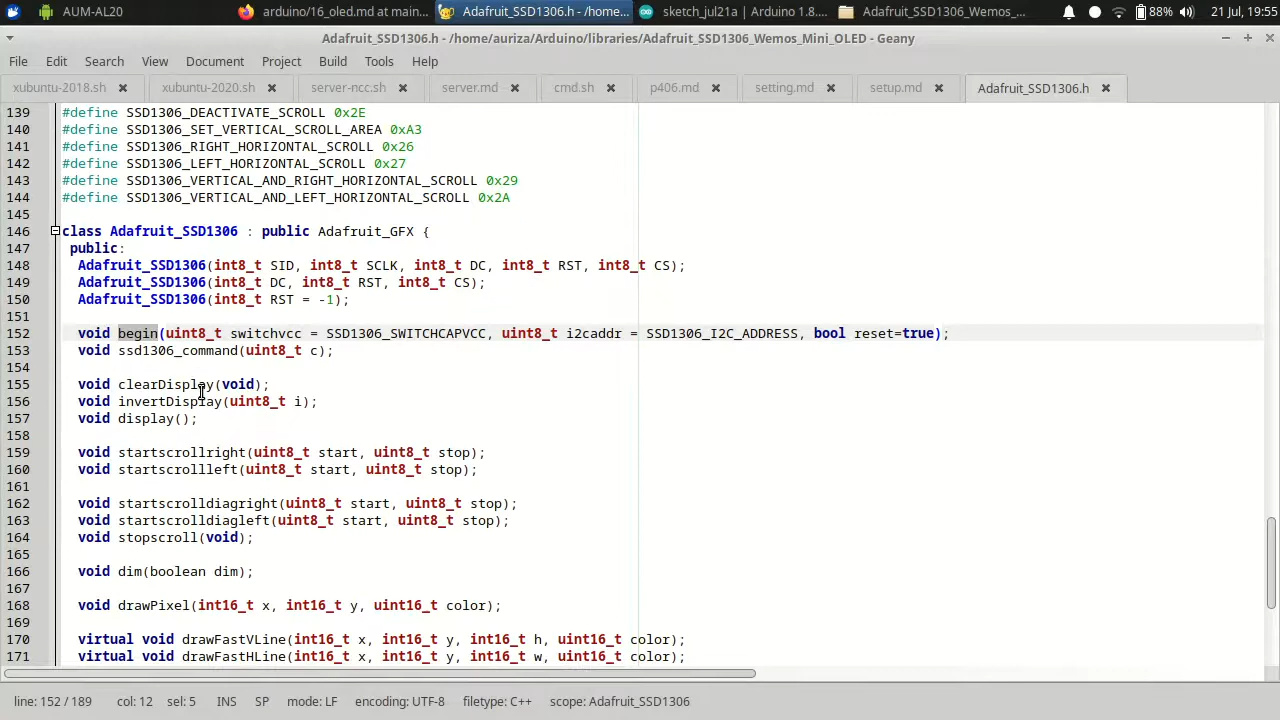 AUM-AL20 arduino/16_oled.md at main... Adafruit_SSD1306.h - /home... sketch_jul21a | Arduino 1.8.... Adafruit_SSD1306_Wemos_... 88% 21 Jul, 19:55
Adafruit_SSD1306.h - /home/auriza/Arduino/libraries/Adafruit_SSD1306_Wemos_Mini_OLED - Geany
File Edit Search View Document Project Build Tools Help
xubuntu-2018.sh xubuntu-2020.sh server-ncc.sh server.md cmd.sh p406.md setting.md setup.md Adafruit_SSD1306.h
139 #define SSD1306_DEACTIVATE_SCROLL 0x2E
140 #define SSD1306_SET_VERTICAL_SCROLL_AREA 0xA3
141 #define SSD1306_RIGHT_HORIZONTAL_SCROLL 0x26
142 #define SSD1306_LEFT_HORIZONTAL_SCROLL 0x27
143 #define SSD1306_VERTICAL_AND_RIGHT_HORIZONTAL_SCROLL 0x29
144 #define SSD1306_VERTICAL_AND_LEFT_HORIZONTAL_SCROLL 0x2A
145
146 class Adafruit_SSD1306 : public Adafruit_GFX {
147 public:
148 Adafruit_SSD1306(int8_t SID, int8_t SCLK, int8_t DC, int8_t RST, int8_t CS);
149 Adafruit_SSD1306(int8_t DC, int8_t RST, int8_t CS);
150 Adafruit_SSD1306(int8_t RST = -1);
151
152 void begin(uint8_t switchvcc = SSD1306_SWITCHCAPVCC, uint8_t i2caddr = SSD1306_I2C_ADDRESS, bool reset=true);
153 void ssd1306_command(uint8_t c);
154
155 void clearDisplay(void);
156 void invertDisplay(uint8_t i);
157 void display();
158
159 void startscrollright(uint8_t start, uint8_t stop);
160 void startscrollleft(uint8_t start, uint8_t stop);
161
162 void startscrolldiagright(uint8_t start, uint8_t stop);
163 void startscrolldiagleft(uint8_t start, uint8_t stop);
164 void stopscroll(void);
165
166 void dim(boolean dim);
167
168 void drawPixel(int16_t x, int16_t y, uint16_t color);
169
170 virtual void drawFastVLine(int16_t x, int16_t y, int16_t h, uint16_t color);
171 virtual void drawFastHLine(int16_t x, int16_t y, int16_t w, uint16_t color);
line: 152 / 189 col: 12 sel: 5 INS SP mode: LF encoding: UTF-8 filetype: C++ scope: Adafruit_SSD1306